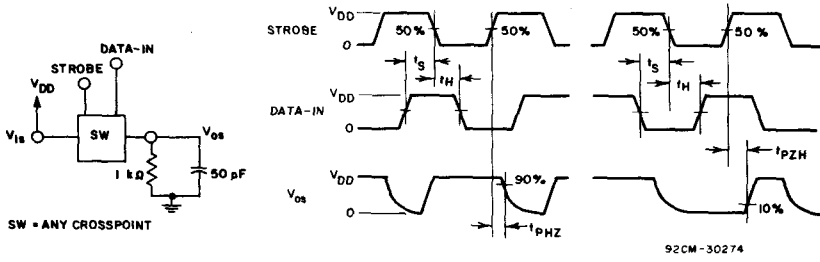 DATA-IN
STROBE
VDD
Vis
SW
Vos
1 kΩ
50 pF
SW = ANY CROSSPOINT
STROBE
VDD
0
50%
50%
tS
tH
DATA-IN
VDD
0
Vos
VDD
0
90%
tPHZ
50%
50%
tS
tH
tPZH
10%
92CM-30274